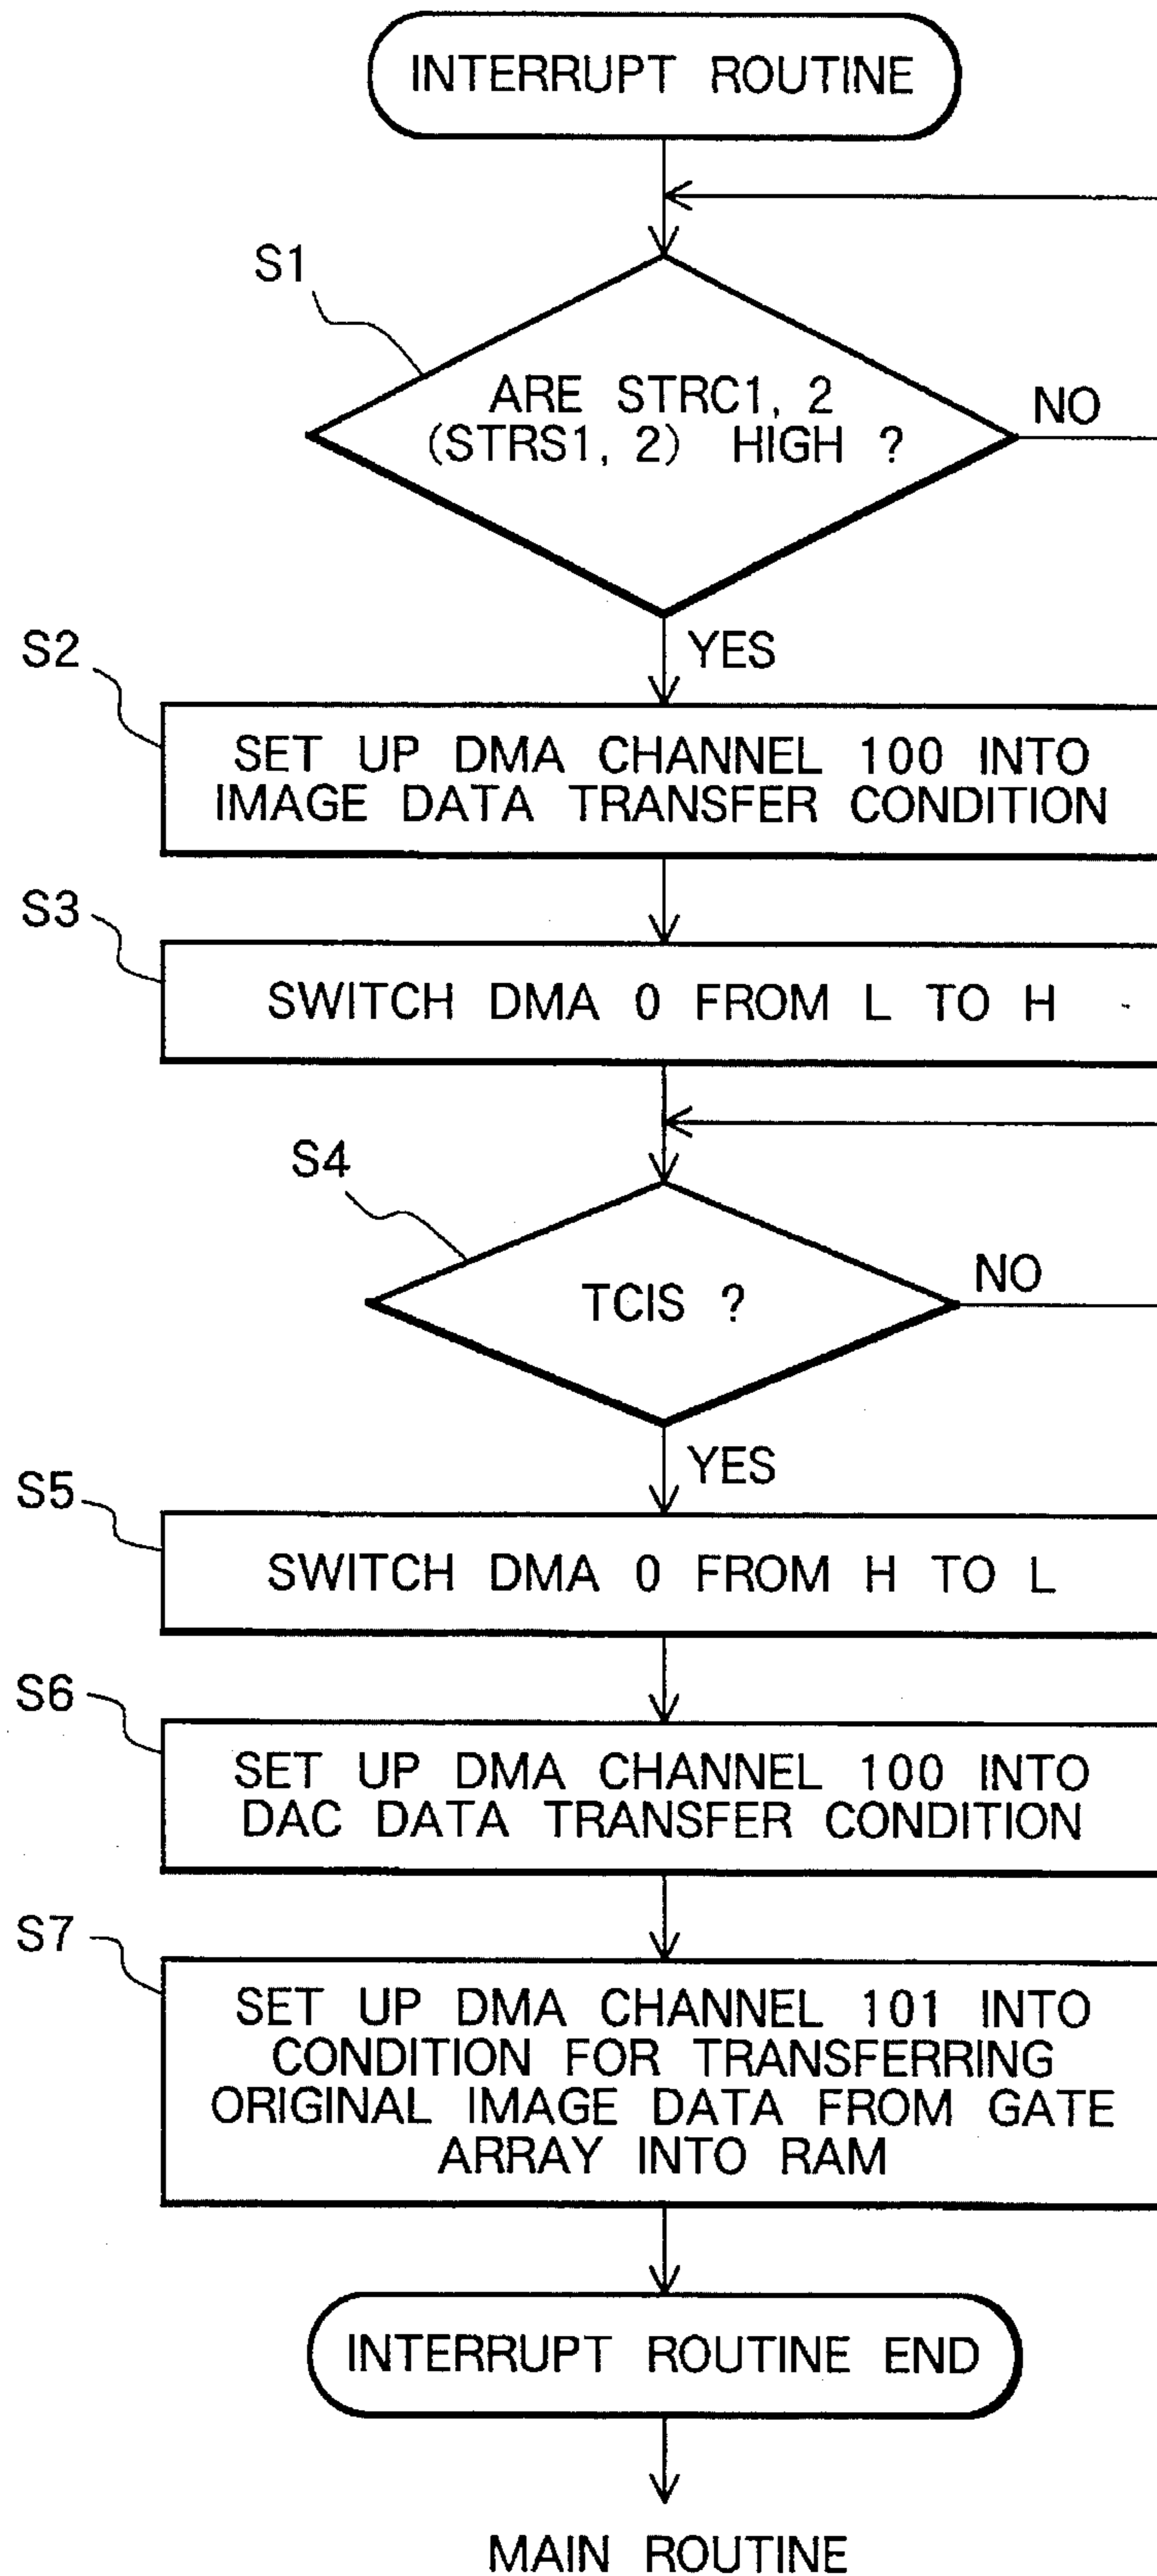 INTERRUPT ROUTINE
S1
ARE STRC1, 2
(STRS1, 2) HIGH ?
NO
YES
S2
SET UP DMA CHANNEL 100 INTO
IMAGE DATA TRANSFER CONDITION
S3
SWITCH DMA 0 FROM L TO H
S4
TCIS ?
NO
YES
S5
SWITCH DMA 0 FROM H TO L
S6
SET UP DMA CHANNEL 100 INTO
DAC DATA TRANSFER CONDITION
S7
SET UP DMA CHANNEL 101 INTO
CONDITION FOR TRANSFERRING
ORIGINAL IMAGE DATA FROM GATE
ARRAY INTO RAM
INTERRUPT ROUTINE END
MAIN ROUTINE